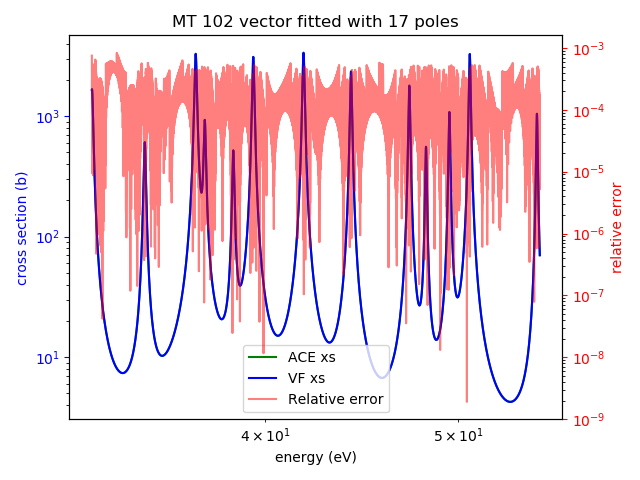 MT 102 vector fitted with 17 poles
10³
10²
10¹
cross section (b)
10⁻³
10⁻⁴
10⁻⁵
10⁻⁶
10⁻⁷
10⁻⁸
10⁻⁹
relative error
ACE xs
VF xs
Relative error
4 × 10¹
5 × 10¹
energy (eV)